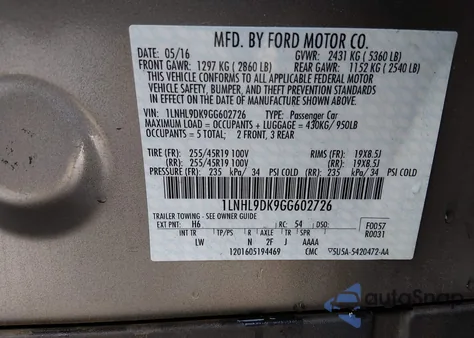 MFD. BY FORD MOTOR CO.
DATE: 05/16 GVWR: 2431 KG ( 5360 LB)
FRONT GAWR: 1297 KG ( 2860 LB) REAR GAWR: 1152 KG ( 2540 LB)
THIS VEHICLE CONFORMS TO ALL APPLICABLE FEDERAL MOTOR
VEHICLE SAFETY, BUMPER, AND THEFT PREVENTION STANDARDS
IN EFFECT ON THE DATE OF MANUFACTURE SHOWN ABOVE.
VIN: 1LNHL9DK9GG602726 TYPE: Passenger Car
MAXIMUM LOAD = OCCUPANTS + LUGGAGE = 430KG/ 950LB
OCCUPANTS = 5 TOTAL: 2 FRONT, 3 REAR
TIRE (FR): 255/45R19 100V RIMS (FR): 19X8.5J
(RR): 255/45R19 100V (RR): 19X8.5J
PRESSURE (FR): 235 kPa/ 34 PSI COLD (RR): 235 kPa/ 34 PSI COLD
1LNHL9DK9GG602726
TRAILER TOWING - SEE OWNER GUIDE
EXT PNT: H6 RC: 54 DSO: F0057
R0031
INT TR TP/PS R AXLE TR SPR
LW N 2F J AAAA
1201605194469 CMC 5U5A-5420472-AA
autoSnap